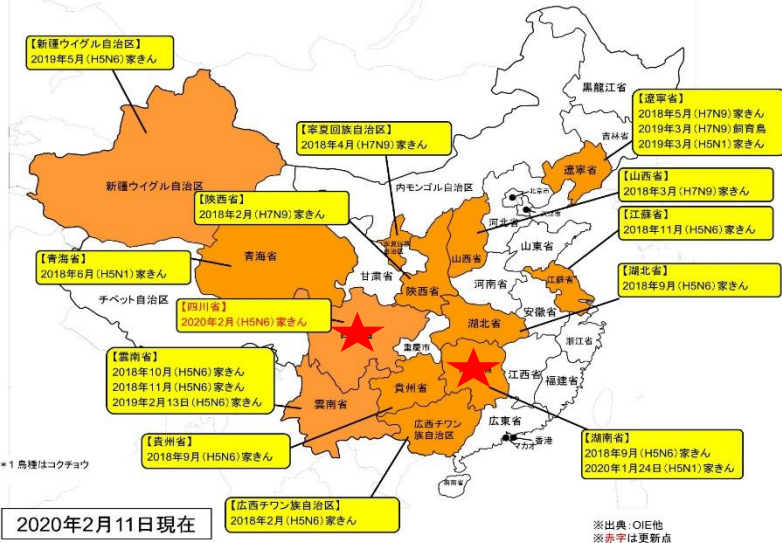 【新疆ウイグル自治区】
2019年5月(H5N6)家きん
黒龍江省
【遼寧省】
2018年5月(H7N9)家きん
2019年3月(H7N9)飼育鳥
2019年3月(H5N1)家きん
吉林省
【寧夏回族自治区】
2018年4月(H7N9)家きん
遼寧省
新疆ウイグル自治区
内モンゴル自治区
北京市
【山西省】
2018年3月(H7N9)家きん
【陝西省】
2018年2月(H7N9)家きん
河北省
【江蘇省】
2018年11月(H5N6)家きん
山東省
寧夏回族
自治区
青海省
山西省
【青海省】
2018年6月(H5N1)家きん
甘粛省
陝西省
河南省
江蘇省
【湖北省】
2018年9月(H5N6)家きん
チベット自治区
【四川省】
2020年2月(H5N6)家きん
安徽省
湖北省
重慶市
浙江省
【雲南省】
2018年10月(H5N6)家きん
2018年11月(H5N6)家きん
2019年2月13日(H5N6)家きん
江西省
福建省
貴州省
雲南省
広西チワン
族自治区
広東省
香港
マカオ
【貴州省】
2018年9月(H5N6)家きん
【湖南省】
2018年9月(H5N6)家きん
2020年1月24日(H5N1)家きん
*1 鳥種はコクチョウ
海南省
【広西チワン族自治区】
2018年2月(H5N6)家きん
2020年2月11日現在
※出典:OIE他
※赤字は更新点